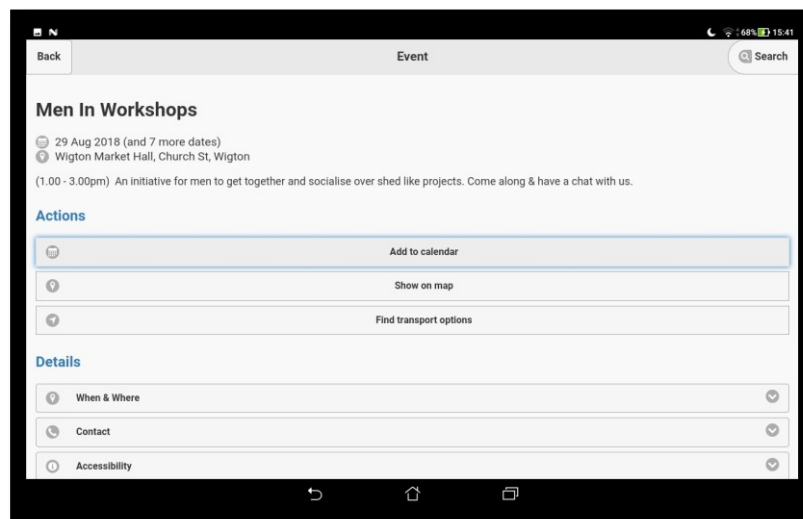 68% 15:41
Back Event Search
Men In Workshops
29 Aug 2018 (and 7 more dates)
Wigton Market Hall, Church St, Wigton
(1.00 - 3.00pm) An initiative for men to get together and socialise over shed like projects. Come along & have a chat with us.
Actions
Add to calendar
Show on map
Find transport options
Details
When & Where
Contact
Accessibility